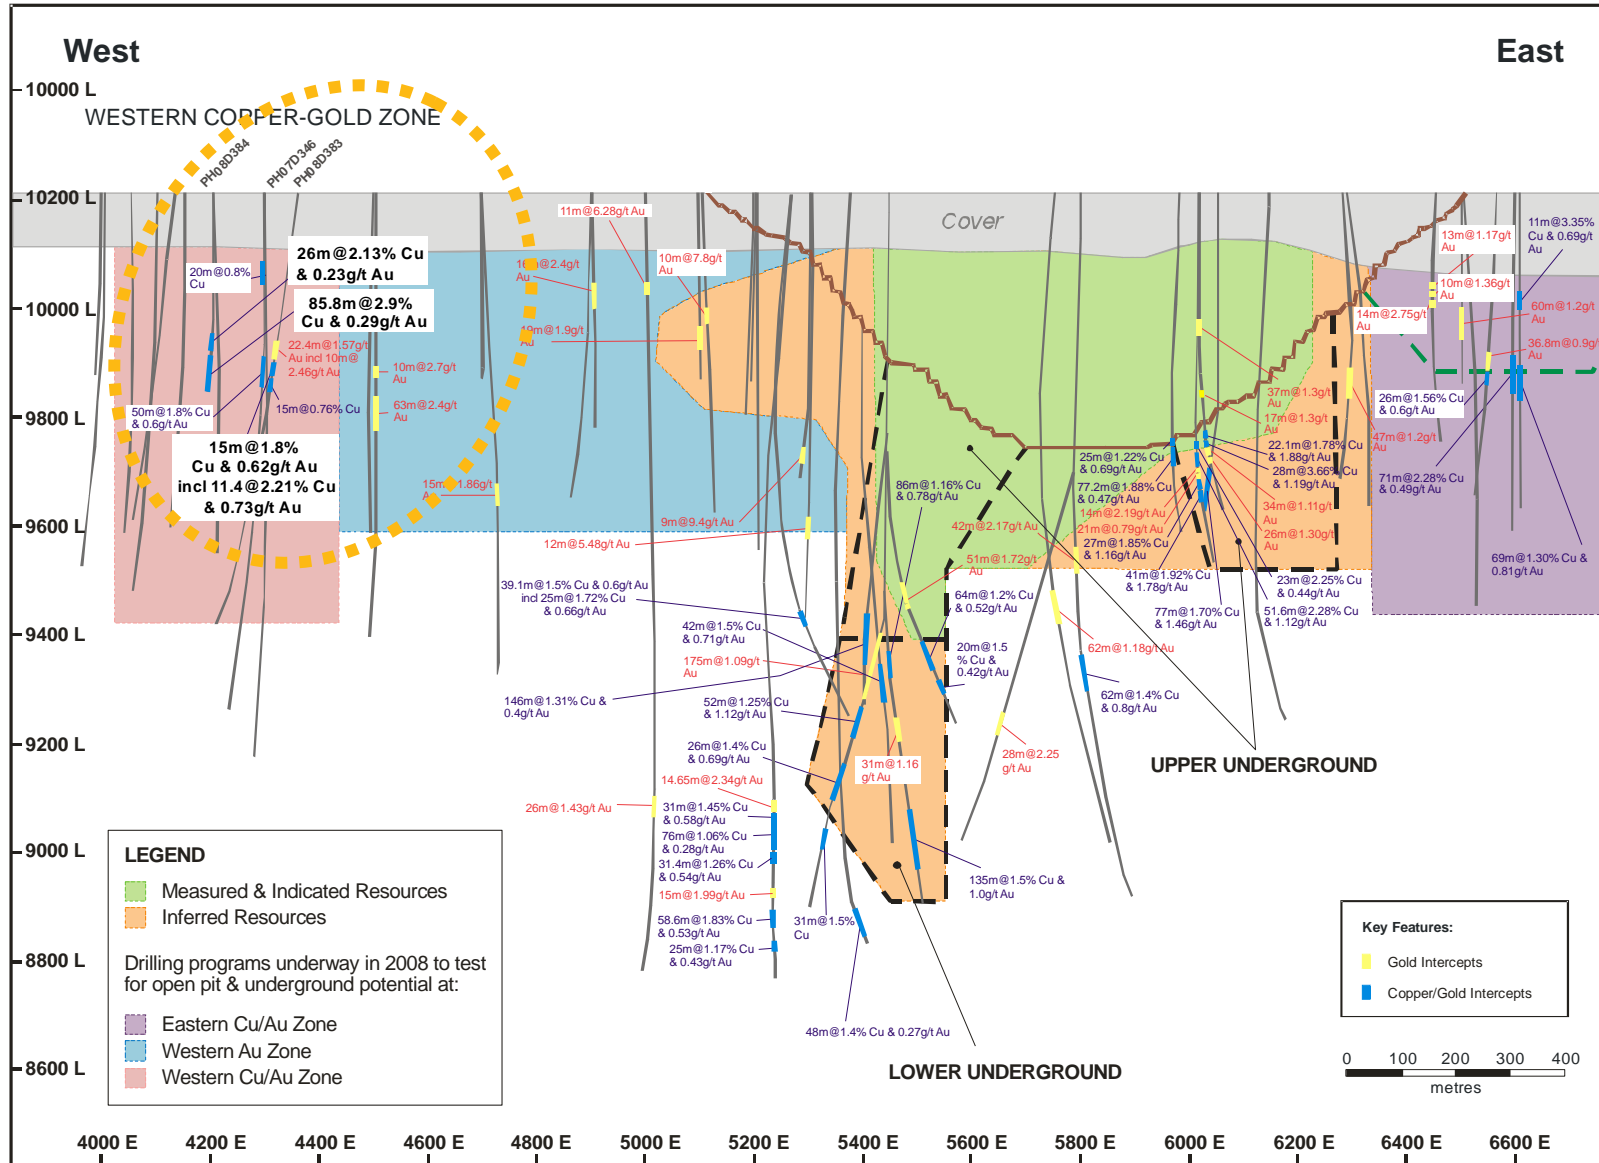 West
East
10000 L
WESTERN COPPER-GOLD ZONE
PH08D384
PH07D346
PH08D383
10200 L
10000 L
9800 L
9600 L
9400 L
9200 L
9000 L
8800 L
8600 L
Cover
20m@0.8%
Cu
26m@2.13% Cu
& 0.23g/t Au
85.8m@2.9%
Cu & 0.29g/t Au
22.4m@1.57g/t
Au incl 10m@
2.46g/t Au
15m@0.76% Cu
50m@1.8% Cu
& 0.6g/t Au
15m@1.8%
Cu & 0.62g/t Au
incl 11.4@2.21% Cu
& 0.73g/t Au
10m@2.7g/t
Au
63m@2.4g/t
Au
15m@1.86g/t
Au
@2.4g/t
Au
@1.9g/t
Au
11m@6.28g/t Au
10m@7.8g/t
Au
9m@9.4g/t Au
12m@5.48g/t Au
39.1m@1.5% Cu & 0.6g/t Au
incl 25m@1.72% Cu
& 0.66g/t Au
42m@1.5% Cu
& 0.71g/t Au
175m@1.09g/t
Au
146m@1.31% Cu &
0.4g/t Au
52m@1.25% Cu
& 1.12g/t Au
26m@1.4% Cu
& 0.69g/t Au
14.65m@2.34g/t Au
26m@1.43g/t Au
31m@1.45% Cu
& 0.58g/t Au
76m@1.06% Cu
& 0.28g/t Au
31.4m@1.26% Cu
& 0.54g/t Au
15m@1.99g/t Au
58.6m@1.83% Cu
& 0.53g/t Au
25m@1.17% Cu
& 0.43g/t Au
31m@1.5%
Cu
48m@1.4% Cu & 0.27g/t Au
86m@1.16% Cu
& 0.78g/t Au
42m@2.17g/t Au
51m@1.72g/t
Au
64m@1.2% Cu
& 0.52g/t Au
20m@1.5
% Cu &
0.42g/t Au
31m@1.16
g/t Au
135m@1.5% Cu &
1.0g/t Au
28m@2.25
g/t Au
62m@1.18g/t Au
62m@1.4% Cu
& 0.8g/t Au
25m@1.22% Cu
& 0.69g/t Au
77.2m@1.88% Cu
& 0.47g/t Au
14m@2.19g/t Au
21m@0.79g/t Au
27m@1.85% Cu
& 1.16g/t Au
41m@1.92% Cu
& 1.78g/t Au
77m@1.70% Cu
& 1.46g/t Au
37m@1.3g/t
Au
17m@1.3g/t
Au
22.1m@1.78% Cu
& 1.88g/t Au
28m@3.66% Cu
& 1.19g/t Au
34m@1.11g/t
Au
26m@1.30g/t
Au
23m@2.25% Cu
& 0.44g/t Au
51.6m@2.28% Cu
& 1.12g/t Au
47m@1.2g/t
Au
14m@2.75g/t
Au
13m@1.17g/t
Au
10m@1.36g/t
Au
11m@3.35%
Cu & 0.69g/t
Au
60m@1.2g/t
Au
36.8m@0.9g/t
Au
26m@1.56% Cu
& 0.6g/t Au
71m@2.28% Cu
& 0.49g/t Au
69m@1.30% Cu &
0.81g/t Au
UPPER UNDERGROUND
LOWER UNDERGROUND
LEGEND
Measured & Indicated Resources
Inferred Resources
Drilling programs underway in 2008 to test
for open pit & underground potential at:
Eastern Cu/Au Zone
Western Au Zone
Western Cu/Au Zone
Key Features:
Gold Intercepts
Copper/Gold Intercepts
0 100 200 300 400
metres
4000 E 4200 E 4400 E 4600 E 4800 E 5000 E 5200 E 5400 E 5600 E 5800 E 6000 E 6200 E 6400 E 6600 E